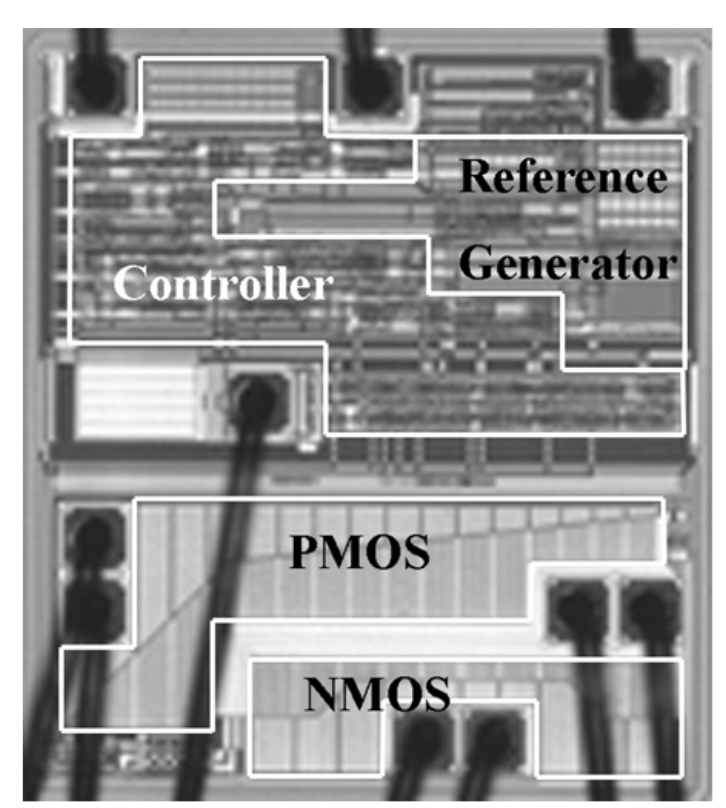 Reference
Generator
Controller
PMOS
NMOS